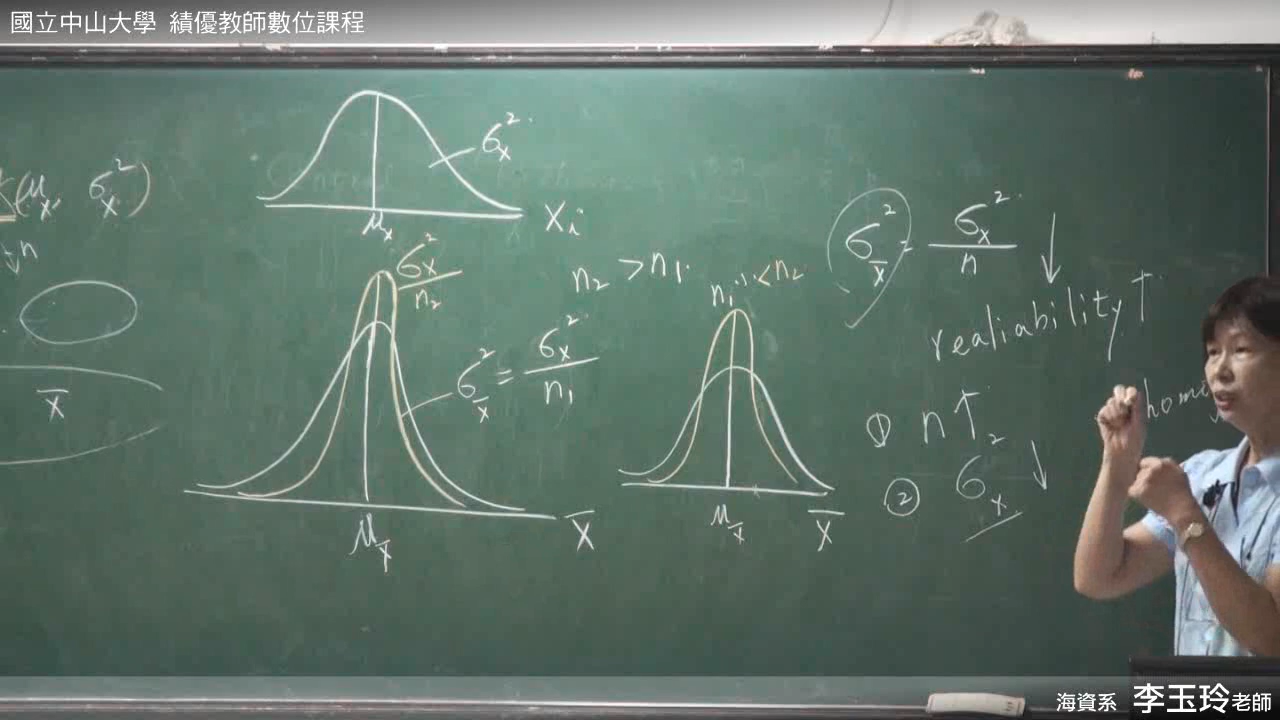 國立中山大學 績優教師數位課程
(μx, σx²)
↓n
x̄
σx²
μx
Xi
σx²/n₂
σx̄² = σx²/n₁
μx̄
x̄
n₂ > n₁
< n₂
μx̄
x̄
σx̄² = σx²/n ↓
realiability ↑
① n↑
② σx² ↓
海資系 李玉玲老師